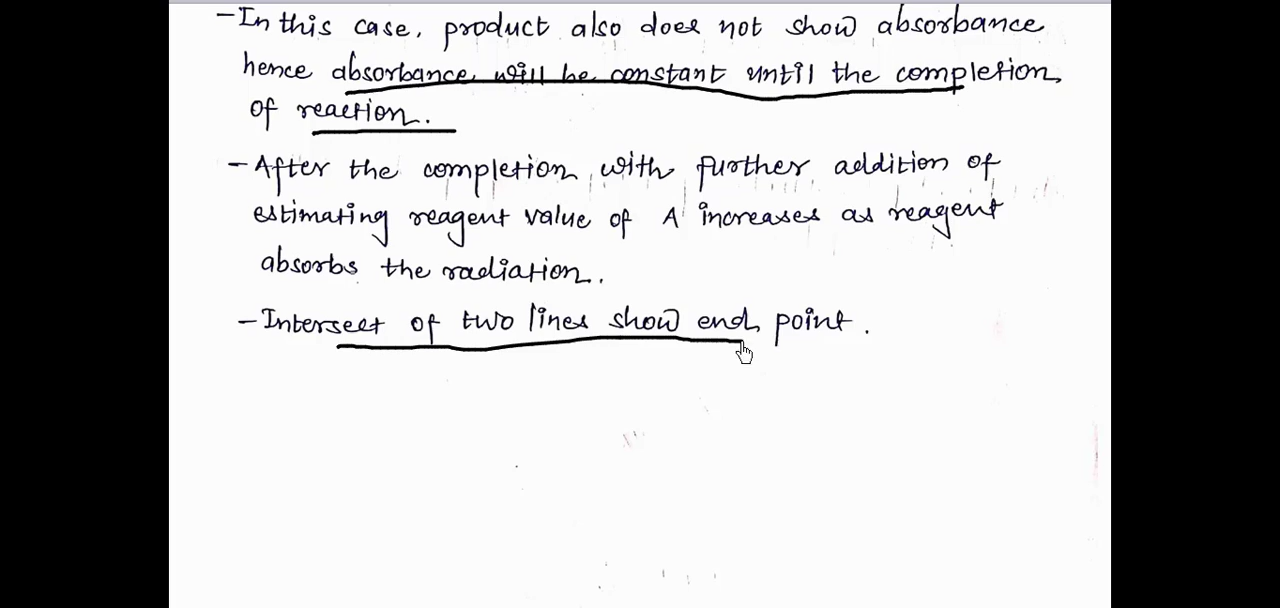 - In this case, product also does not show absorbance
hence absorbance will be constant until the completion
of reaction.
- After the completion with further addition of
estimating reagent value of A increases as reagent
absorbs the radiation.
- Intersect of two lines show end point.